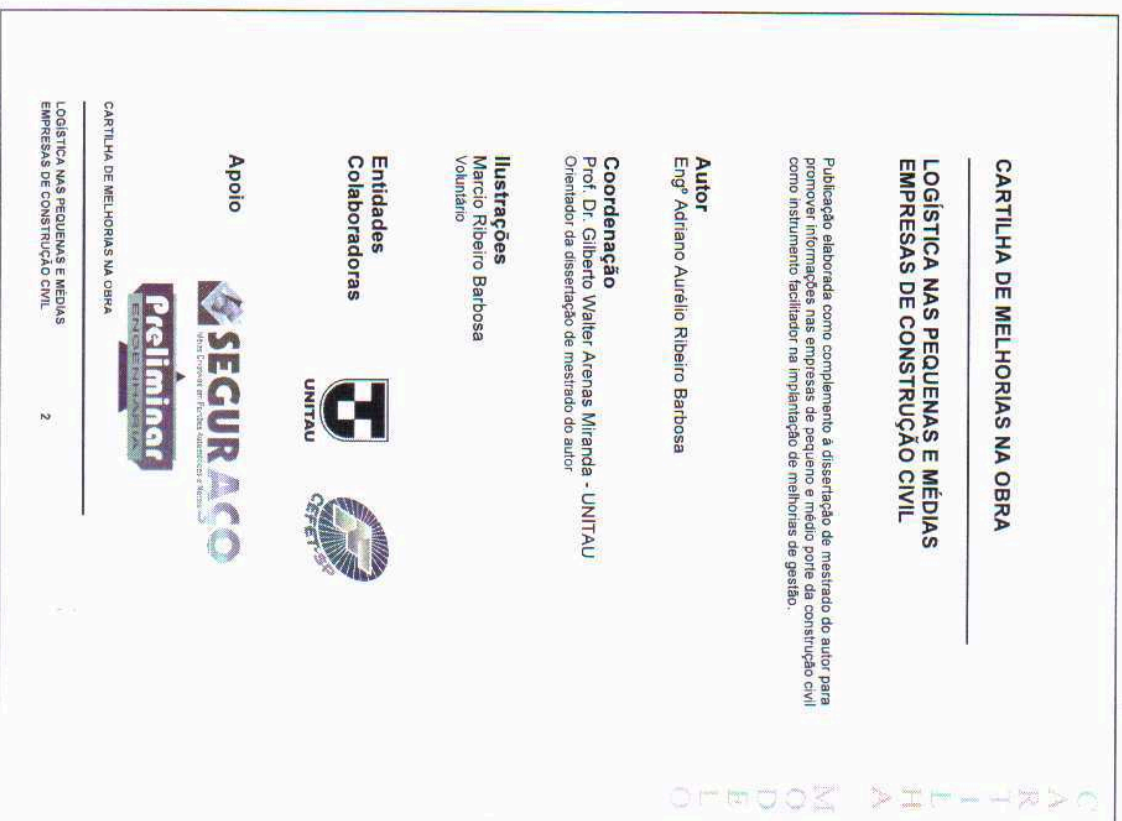 CARTILHA DE MELHORIAS NA OBRA
LOGÍSTICA NAS PEQUENAS E MÉDIAS
EMPRESAS DE CONSTRUÇÃO CIVIL
Publicação elaborada como complemento à dissertação de mestrado do autor para
promover informações nas empresas de pequeno e médio porte da construção civil
como instrumento facilitador na implantação de melhorias de gestão.
Autor
Engº Adriano Aurélio Ribeiro Barbosa
Coordenação
Prof. Dr. Gilberto Walter Arenas Miranda - UNITAU
Orientador da dissertação de mestrado do autor
Ilustrações
Marcio Ribeiro Barbosa
Voluntário
Entidades
Colaboradoras
UNITAU
CEFET-SP
Apoio
SEGURAÇO
Preliminar
ENGENHARIA
CARTILHA DE MELHORIAS NA OBRA
LOGÍSTICA NAS PEQUENAS E MÉDIAS
EMPRESAS DE CONSTRUÇÃO CIVIL 2
CARTILHA MODELO